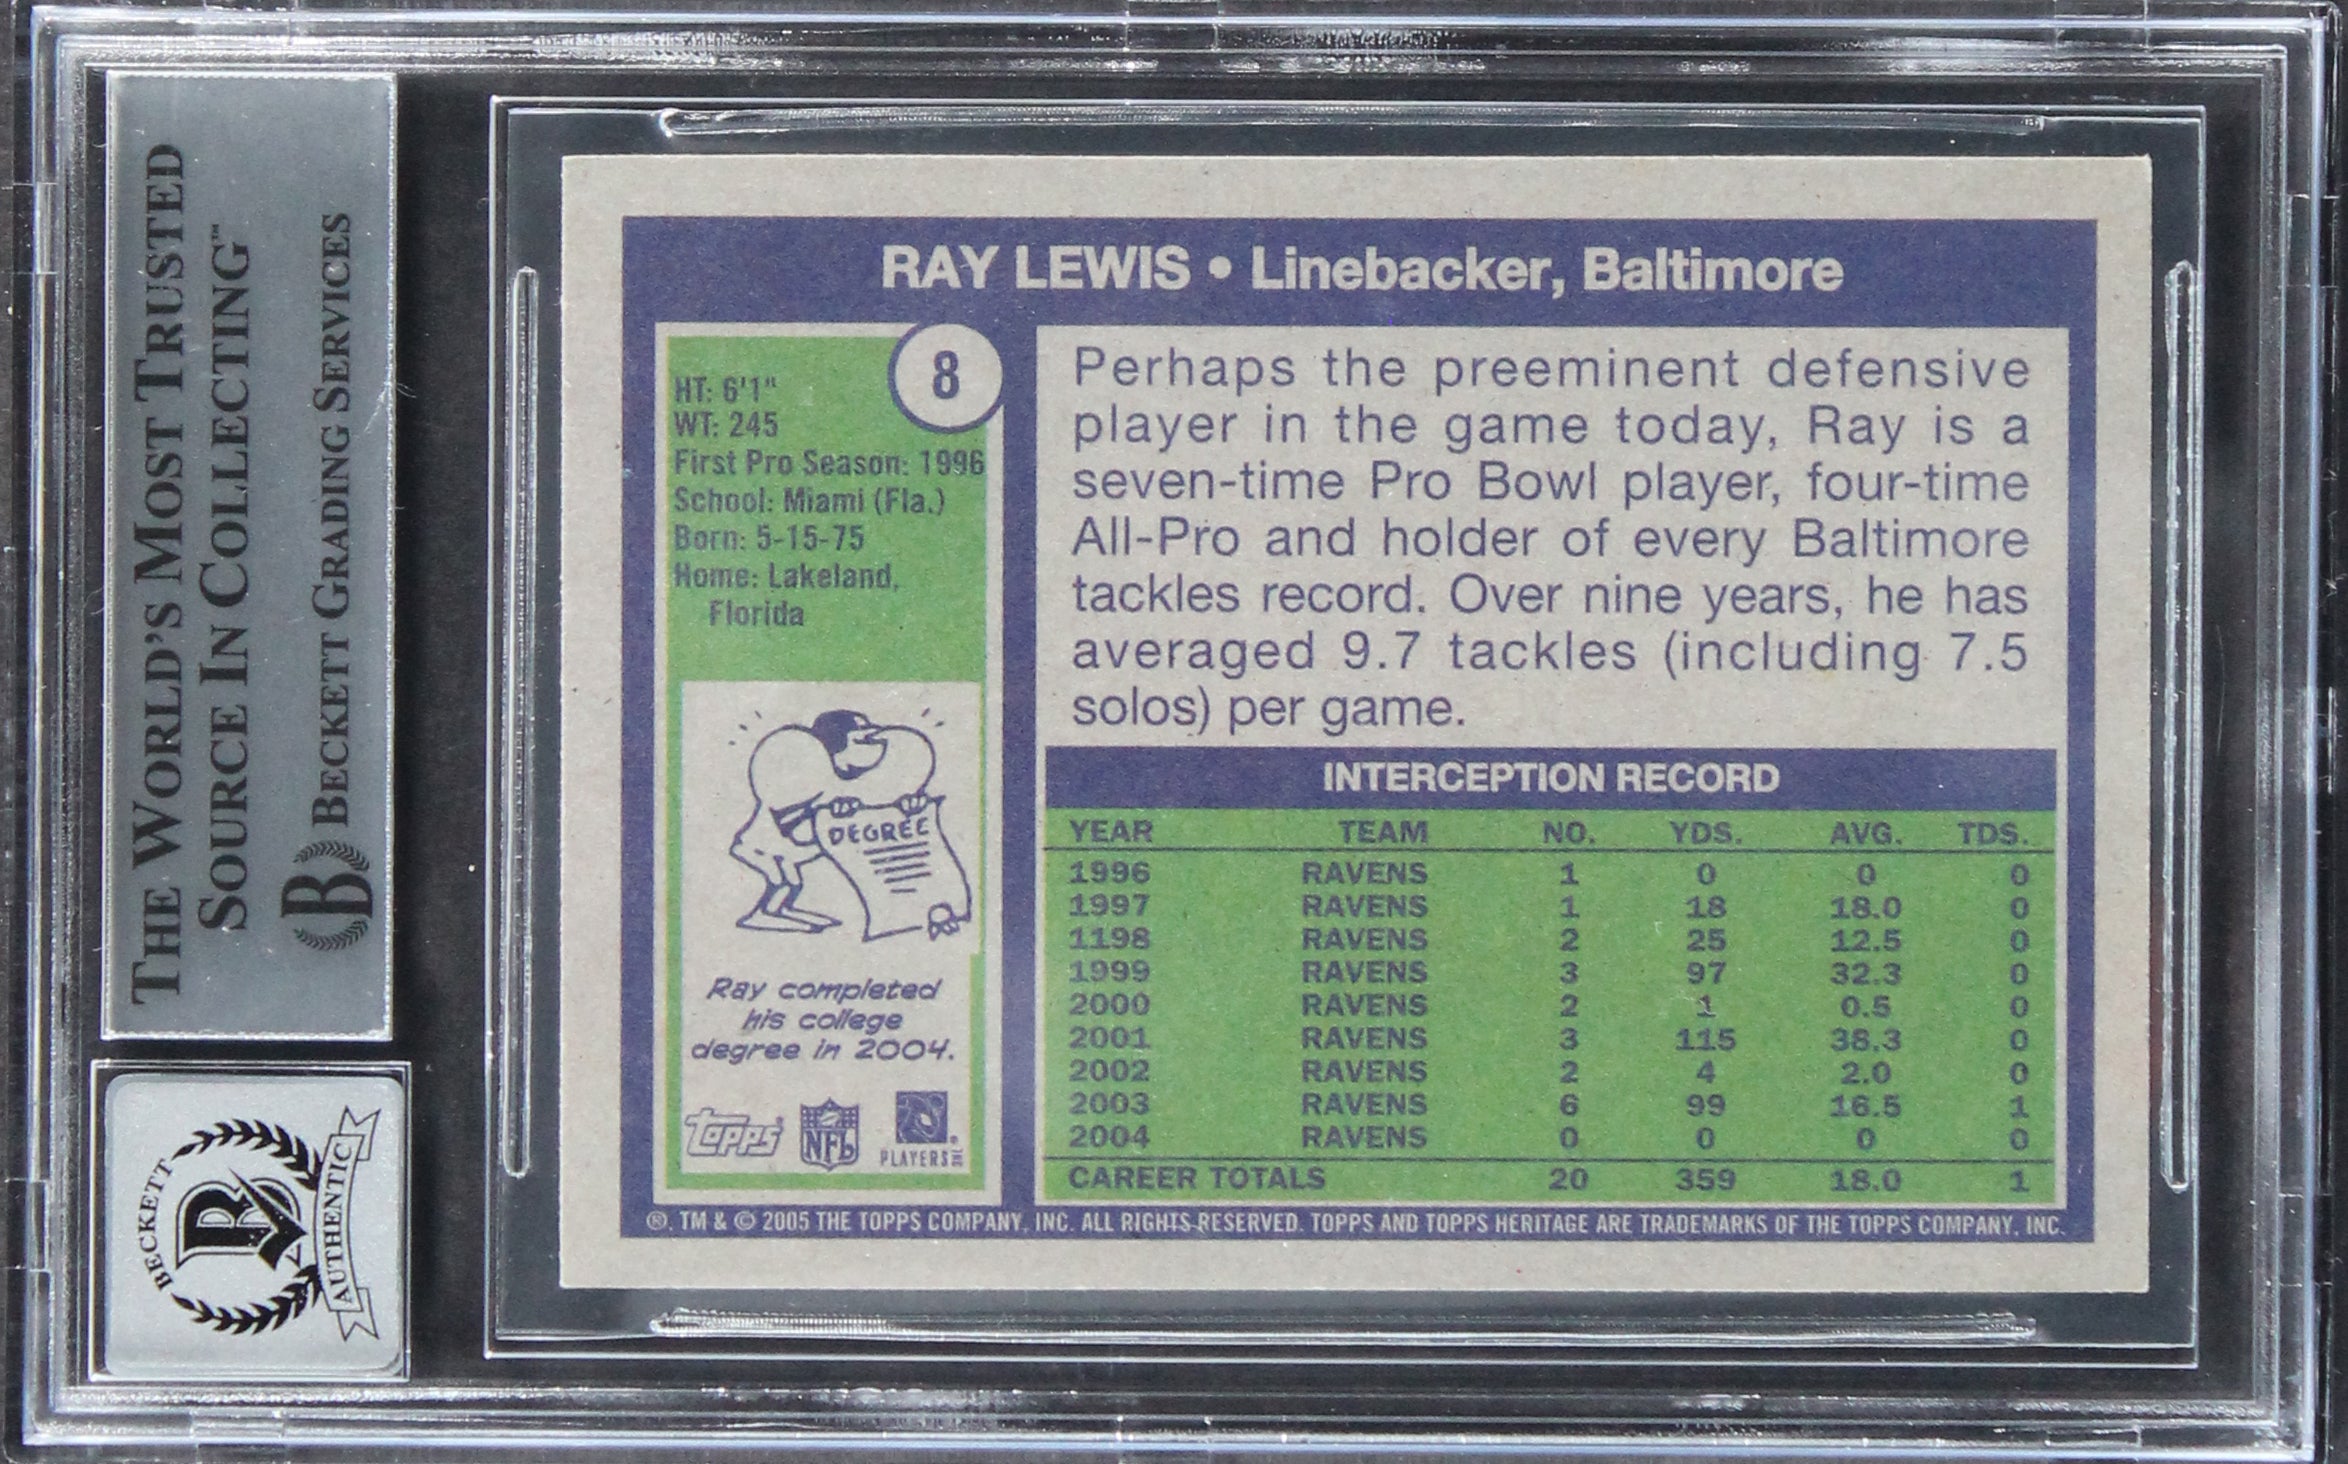 THE WORLD'S MOST TRUSTED
SOURCE IN COLLECTING™
B BECKETT GRADING SERVICES
BECKETT
B
AUTHENTIC
RAY LEWIS • Linebacker, Baltimore
8
HT: 6'1"
WT: 245
First Pro Season: 1996
School: Miami (Fla.)
Born: 5-15-75
Home: Lakeland,
Florida
DEGREE
Ray completed
his college
degree in 2004.
topps NFL PLAYERS INC
Perhaps the preeminent defensive
player in the game today, Ray is a
seven-time Pro Bowl player, four-time
All-Pro and holder of every Baltimore
tackles record. Over nine years, he has
averaged 9.7 tackles (including 7.5
solos) per game.
INTERCEPTION RECORD
YEAR TEAM NO. YDS. AVG. TDS.
1996 RAVENS 1 0 0 0
1997 RAVENS 1 18 18.0 0
1198 RAVENS 2 25 12.5 0
1999 RAVENS 3 97 32.3 0
2000 RAVENS 2 1 0.5 0
2001 RAVENS 3 115 38.3 0
2002 RAVENS 2 4 2.0 0
2003 RAVENS 6 99 16.5 1
2004 RAVENS 0 0 0 0
CAREER TOTALS 20 359 18.0 1
®, TM & © 2005 THE TOPPS COMPANY, INC. ALL RIGHTS RESERVED. TOPPS AND TOPPS HERITAGE ARE TRADEMARKS OF THE TOPPS COMPANY, INC.